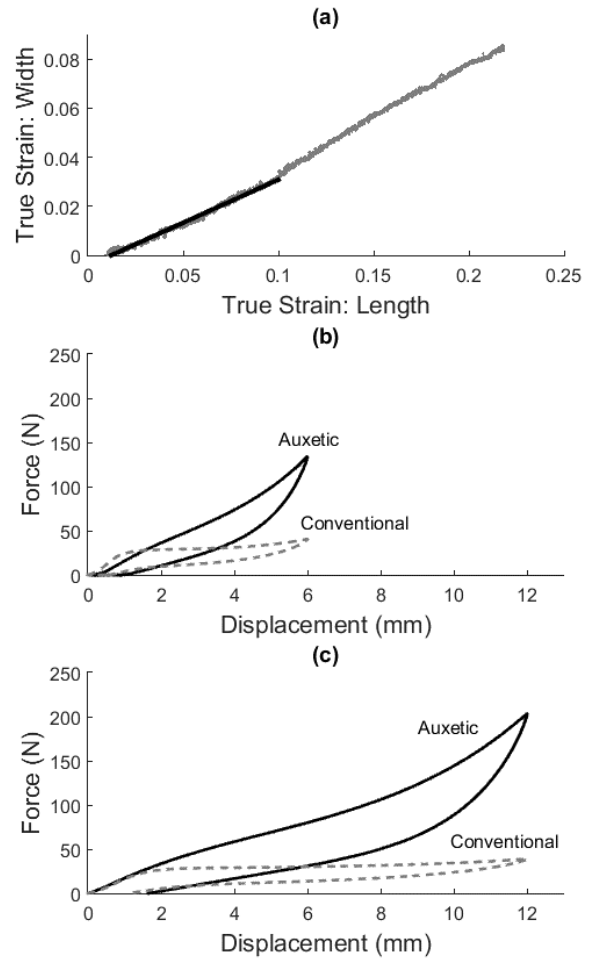 (a)
True Strain: Width
0.08
0.06
0.04
0.02
0
0 0.05 0.1 0.15 0.2 0.25
True Strain: Length
(b)
Force (N)
250
200
150
100
50
0
Auxetic
Conventional
0 2 4 6 8 10 12
Displacement (mm)
(c)
Force (N)
250
200
150
100
50
0
Auxetic
Conventional
0 2 4 6 8 10 12
Displacement (mm)